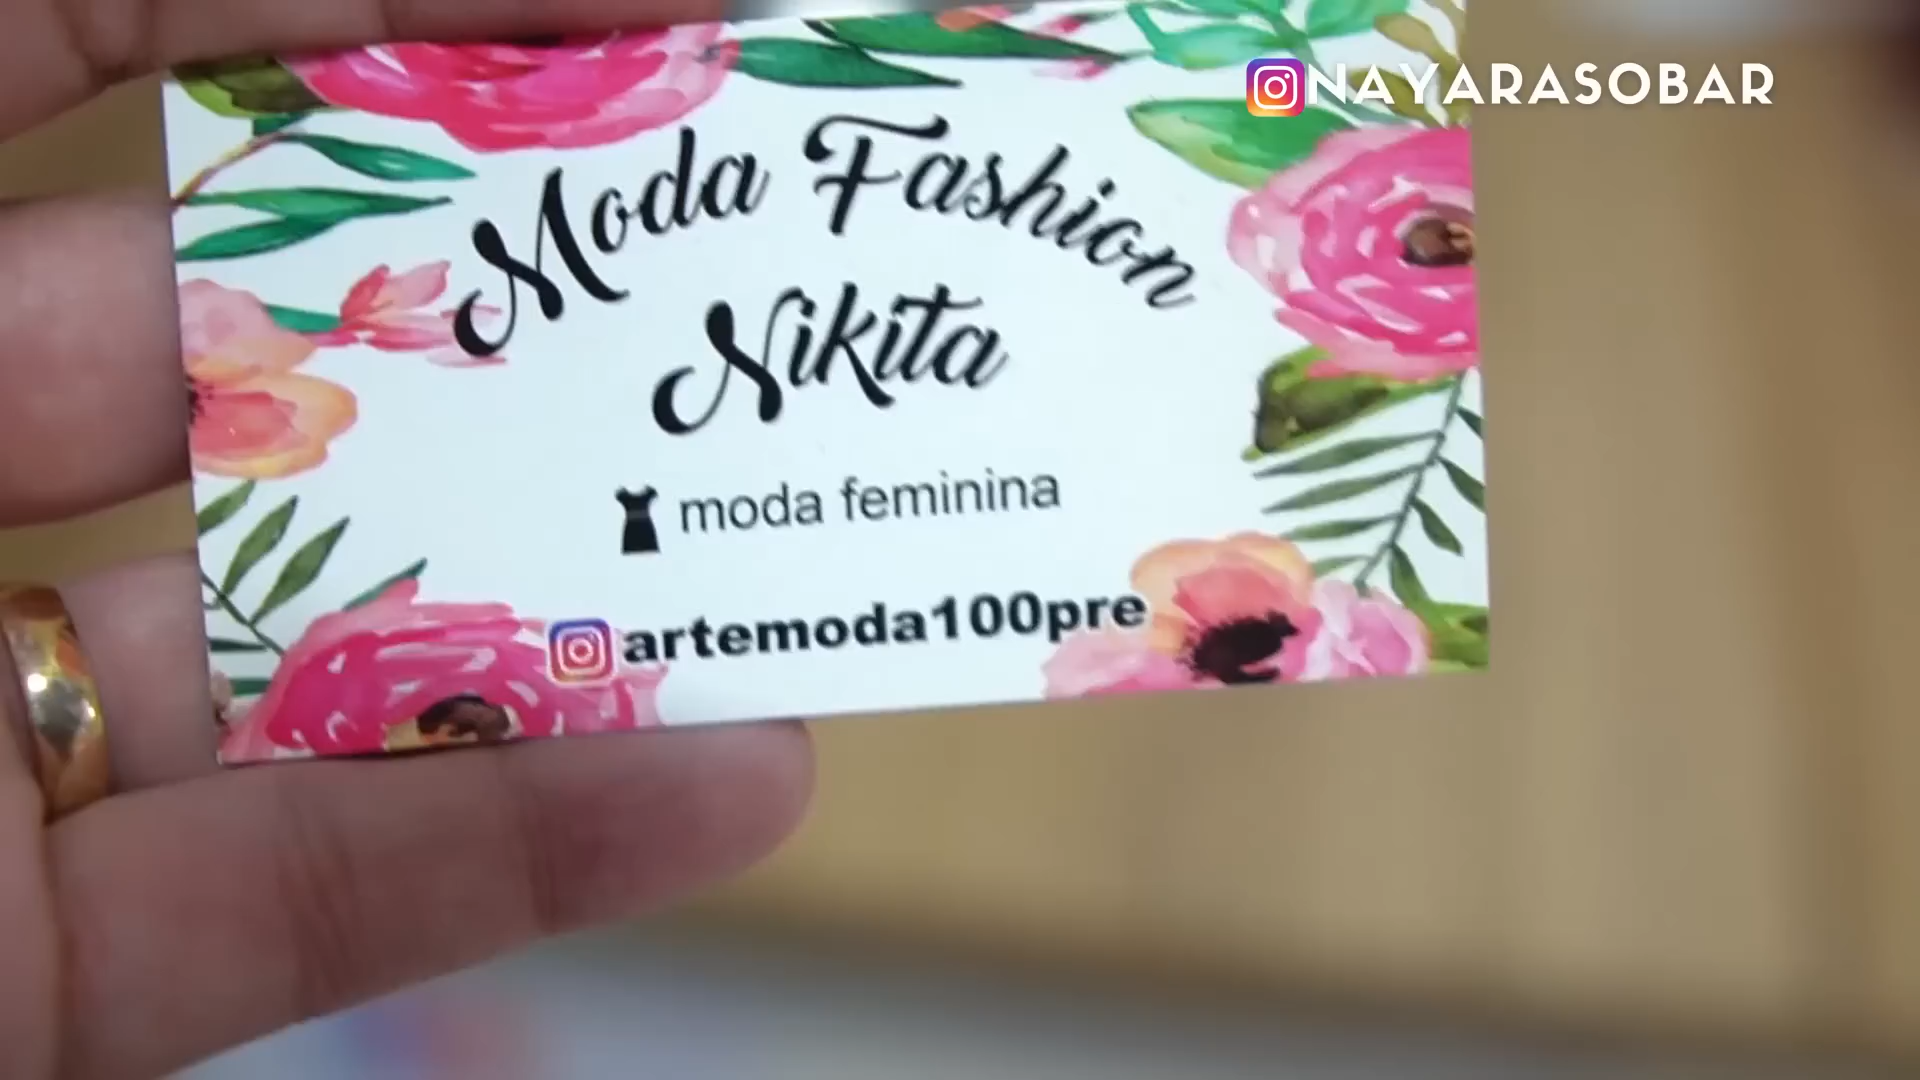 NAYARASOBAR
Moda Fashion
Nikita
moda feminina
artemoda100pre